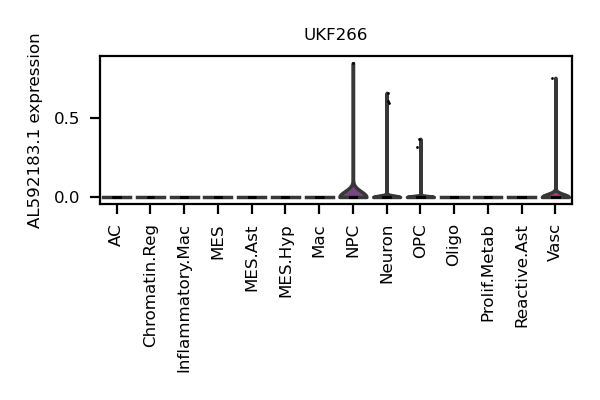 UKF266
AL592183.1 expression
0.5
0.0
AC
Chromatin.Reg
Inflammatory.Mac
MES
MES.Ast
MES.Hyp
Mac
NPC
Neuron
OPC
Oligo
Prolif.Metab
Reactive.Ast
Vasc